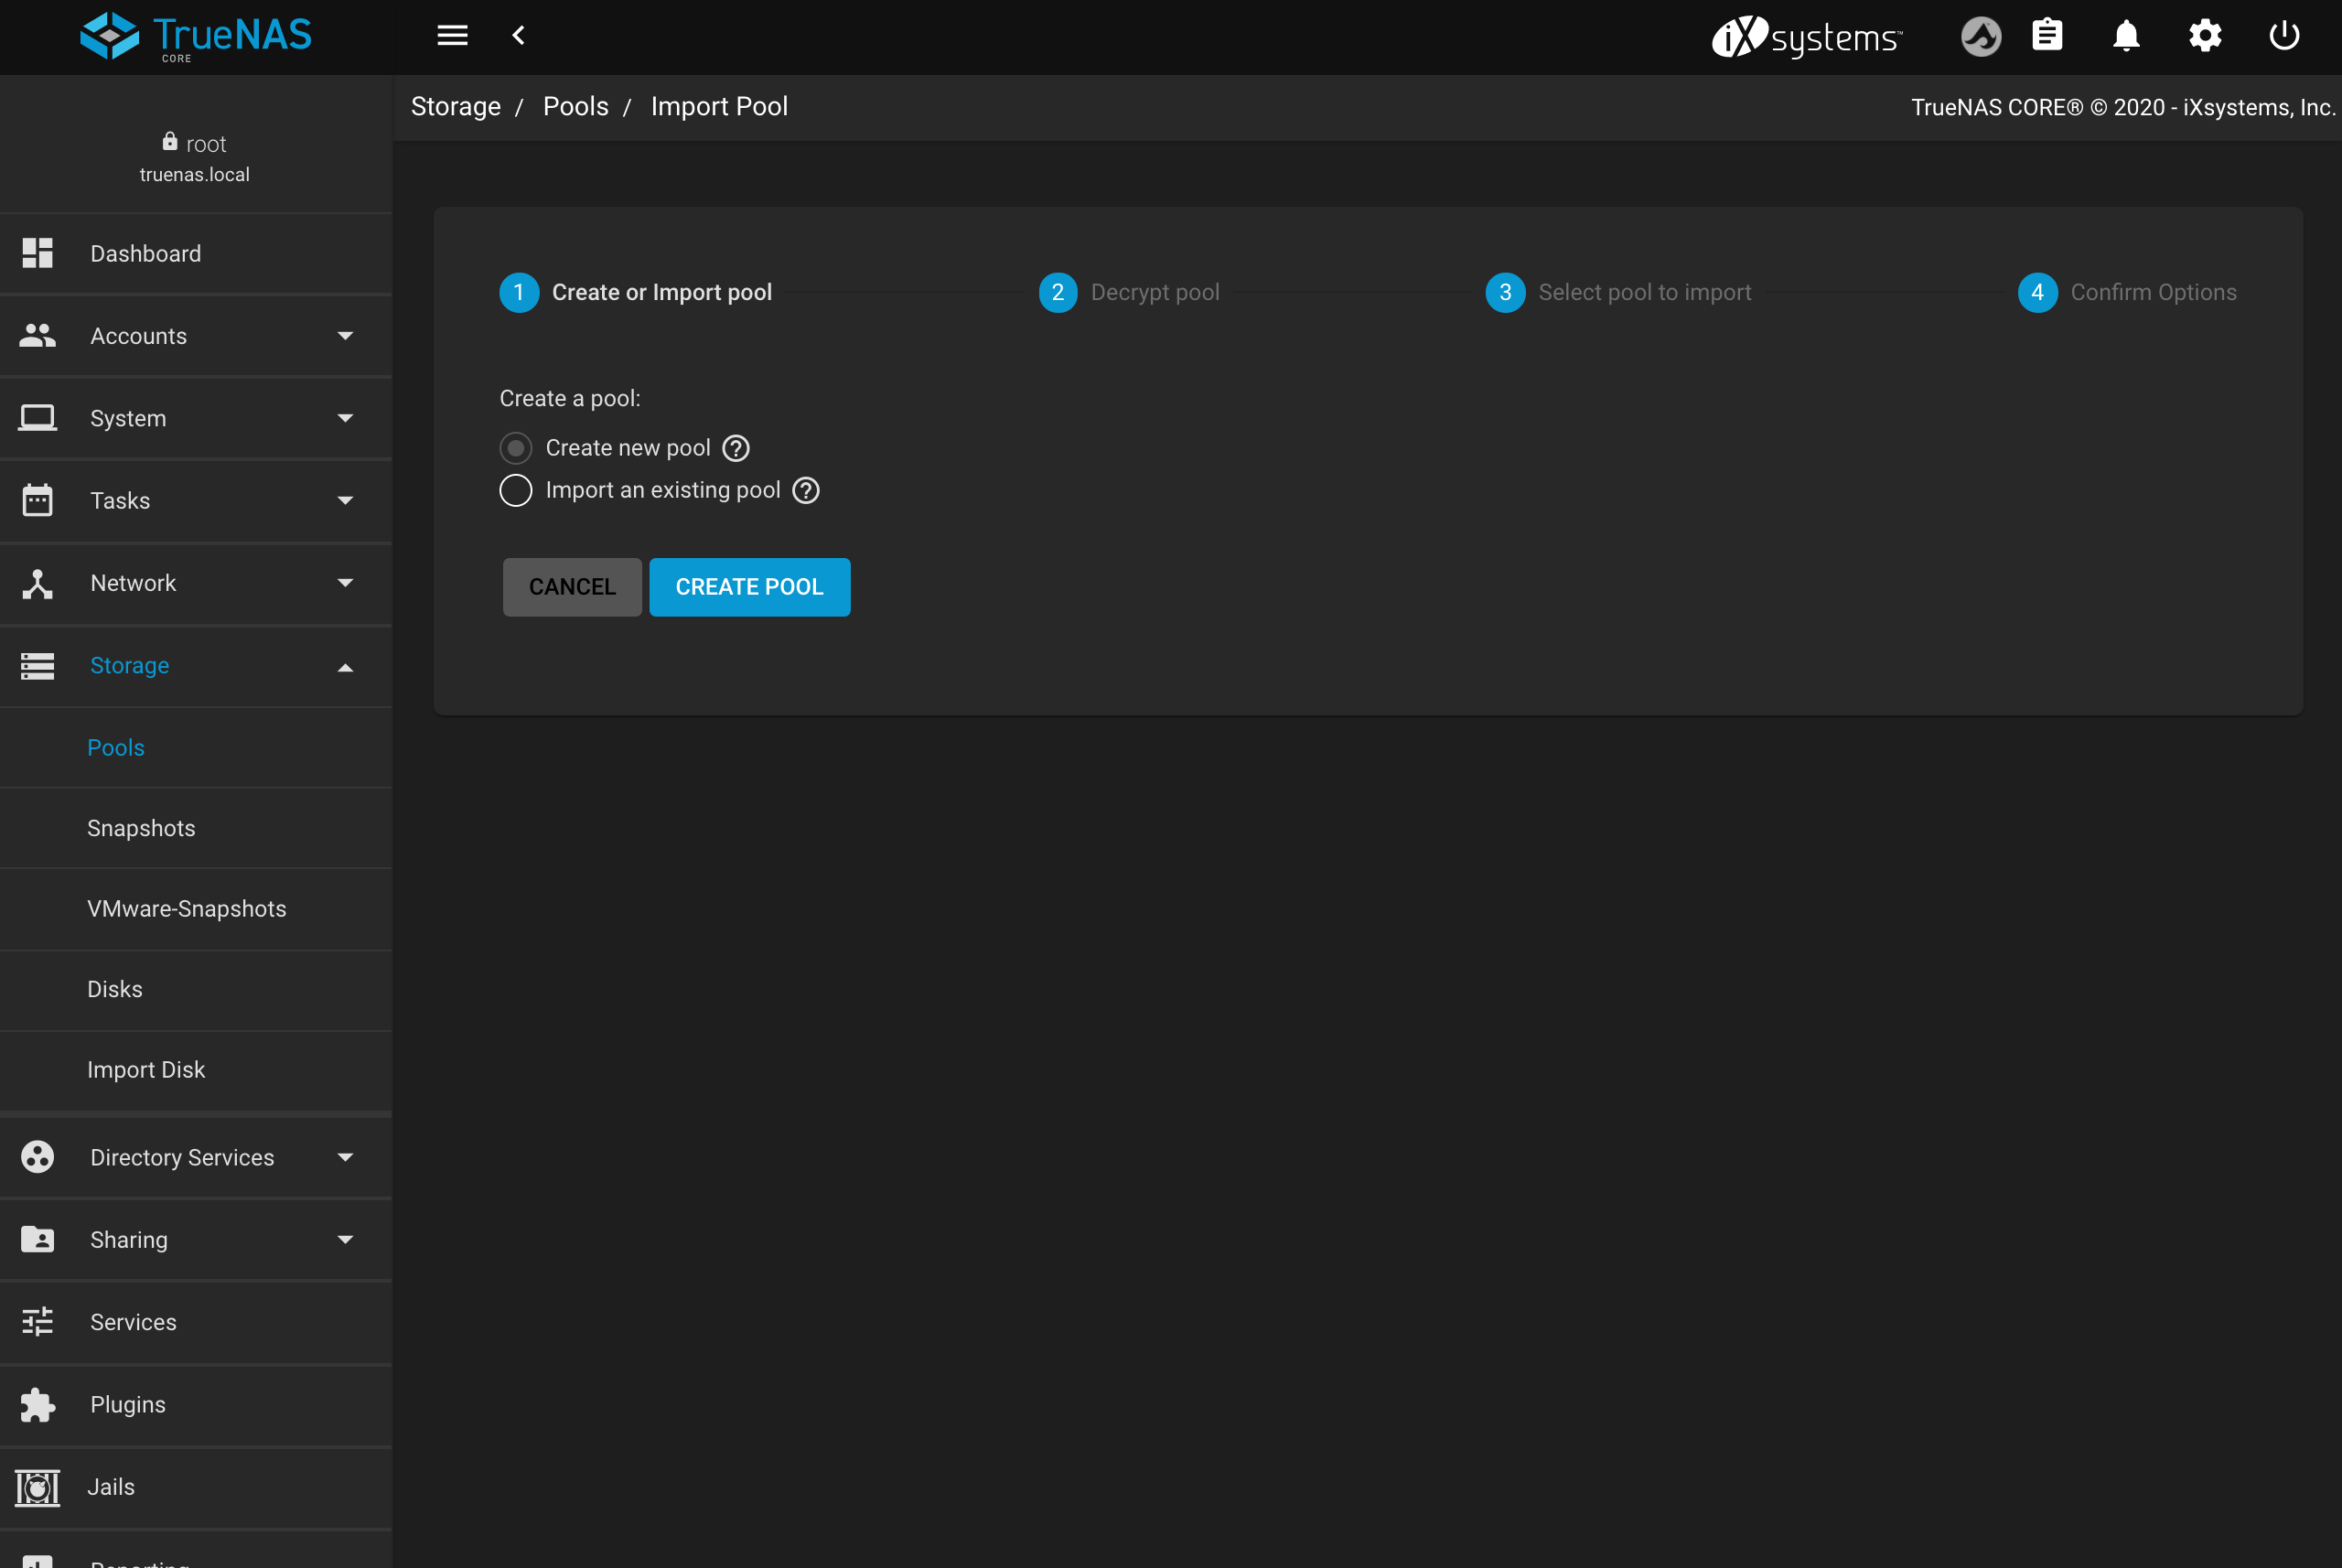 TrueNAS
CORE
iXsystems™
Storage / Pools / Import Pool
TrueNAS CORE® © 2020 - iXsystems, Inc.
root
truenas.local
Dashboard
Accounts
System
Tasks
Network
Storage
Pools
Snapshots
VMware-Snapshots
Disks
Import Disk
Directory Services
Sharing
Services
Plugins
Jails
Reporting
1 Create or Import pool
2 Decrypt pool
3 Select pool to import
4 Confirm Options
Create a pool:
Create new pool ?
Import an existing pool ?
CANCEL CREATE POOL